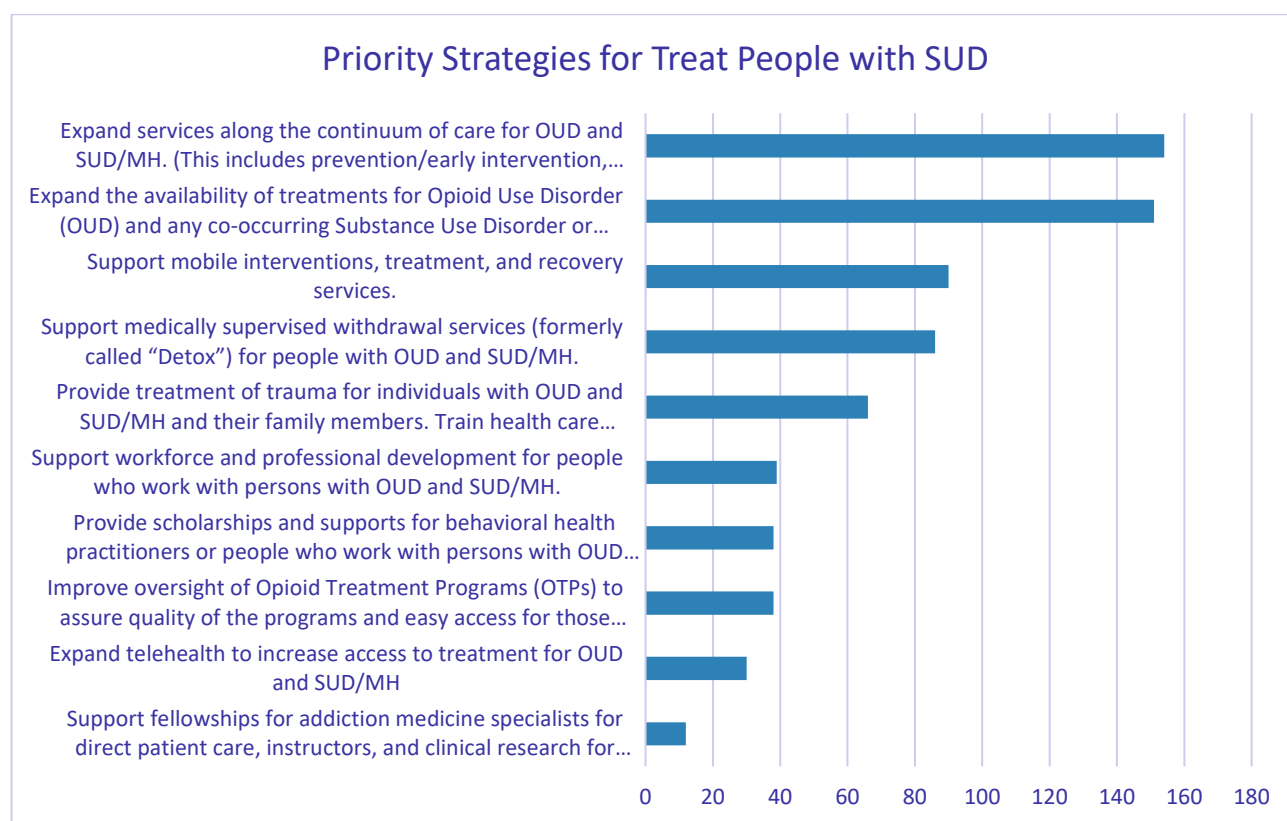 Priority Strategies for Treat People with SUD
Expand services along the continuum of care for OUD and
SUD/MH. (This includes prevention/early intervention,...
Expand the availability of treatments for Opioid Use Disorder
(OUD) and any co-occurring Substance Use Disorder or...
Support mobile interventions, treatment, and recovery
services.
Support medically supervised withdrawal services (formerly
called “Detox”) for people with OUD and SUD/MH.
Provide treatment of trauma for individuals with OUD and
SUD/MH and their family members. Train health care...
Support workforce and professional development for people
who work with persons with OUD and SUD/MH.
Provide scholarships and supports for behavioral health
practitioners or people who work with persons with OUD...
Improve oversight of Opioid Treatment Programs (OTPs) to
assure quality of the programs and easy access for those...
Expand telehealth to increase access to treatment for OUD
and SUD/MH
Support fellowships for addiction medicine specialists for
direct patient care, instructors, and clinical research for...
0 20 40 60 80 100 120 140 160 180